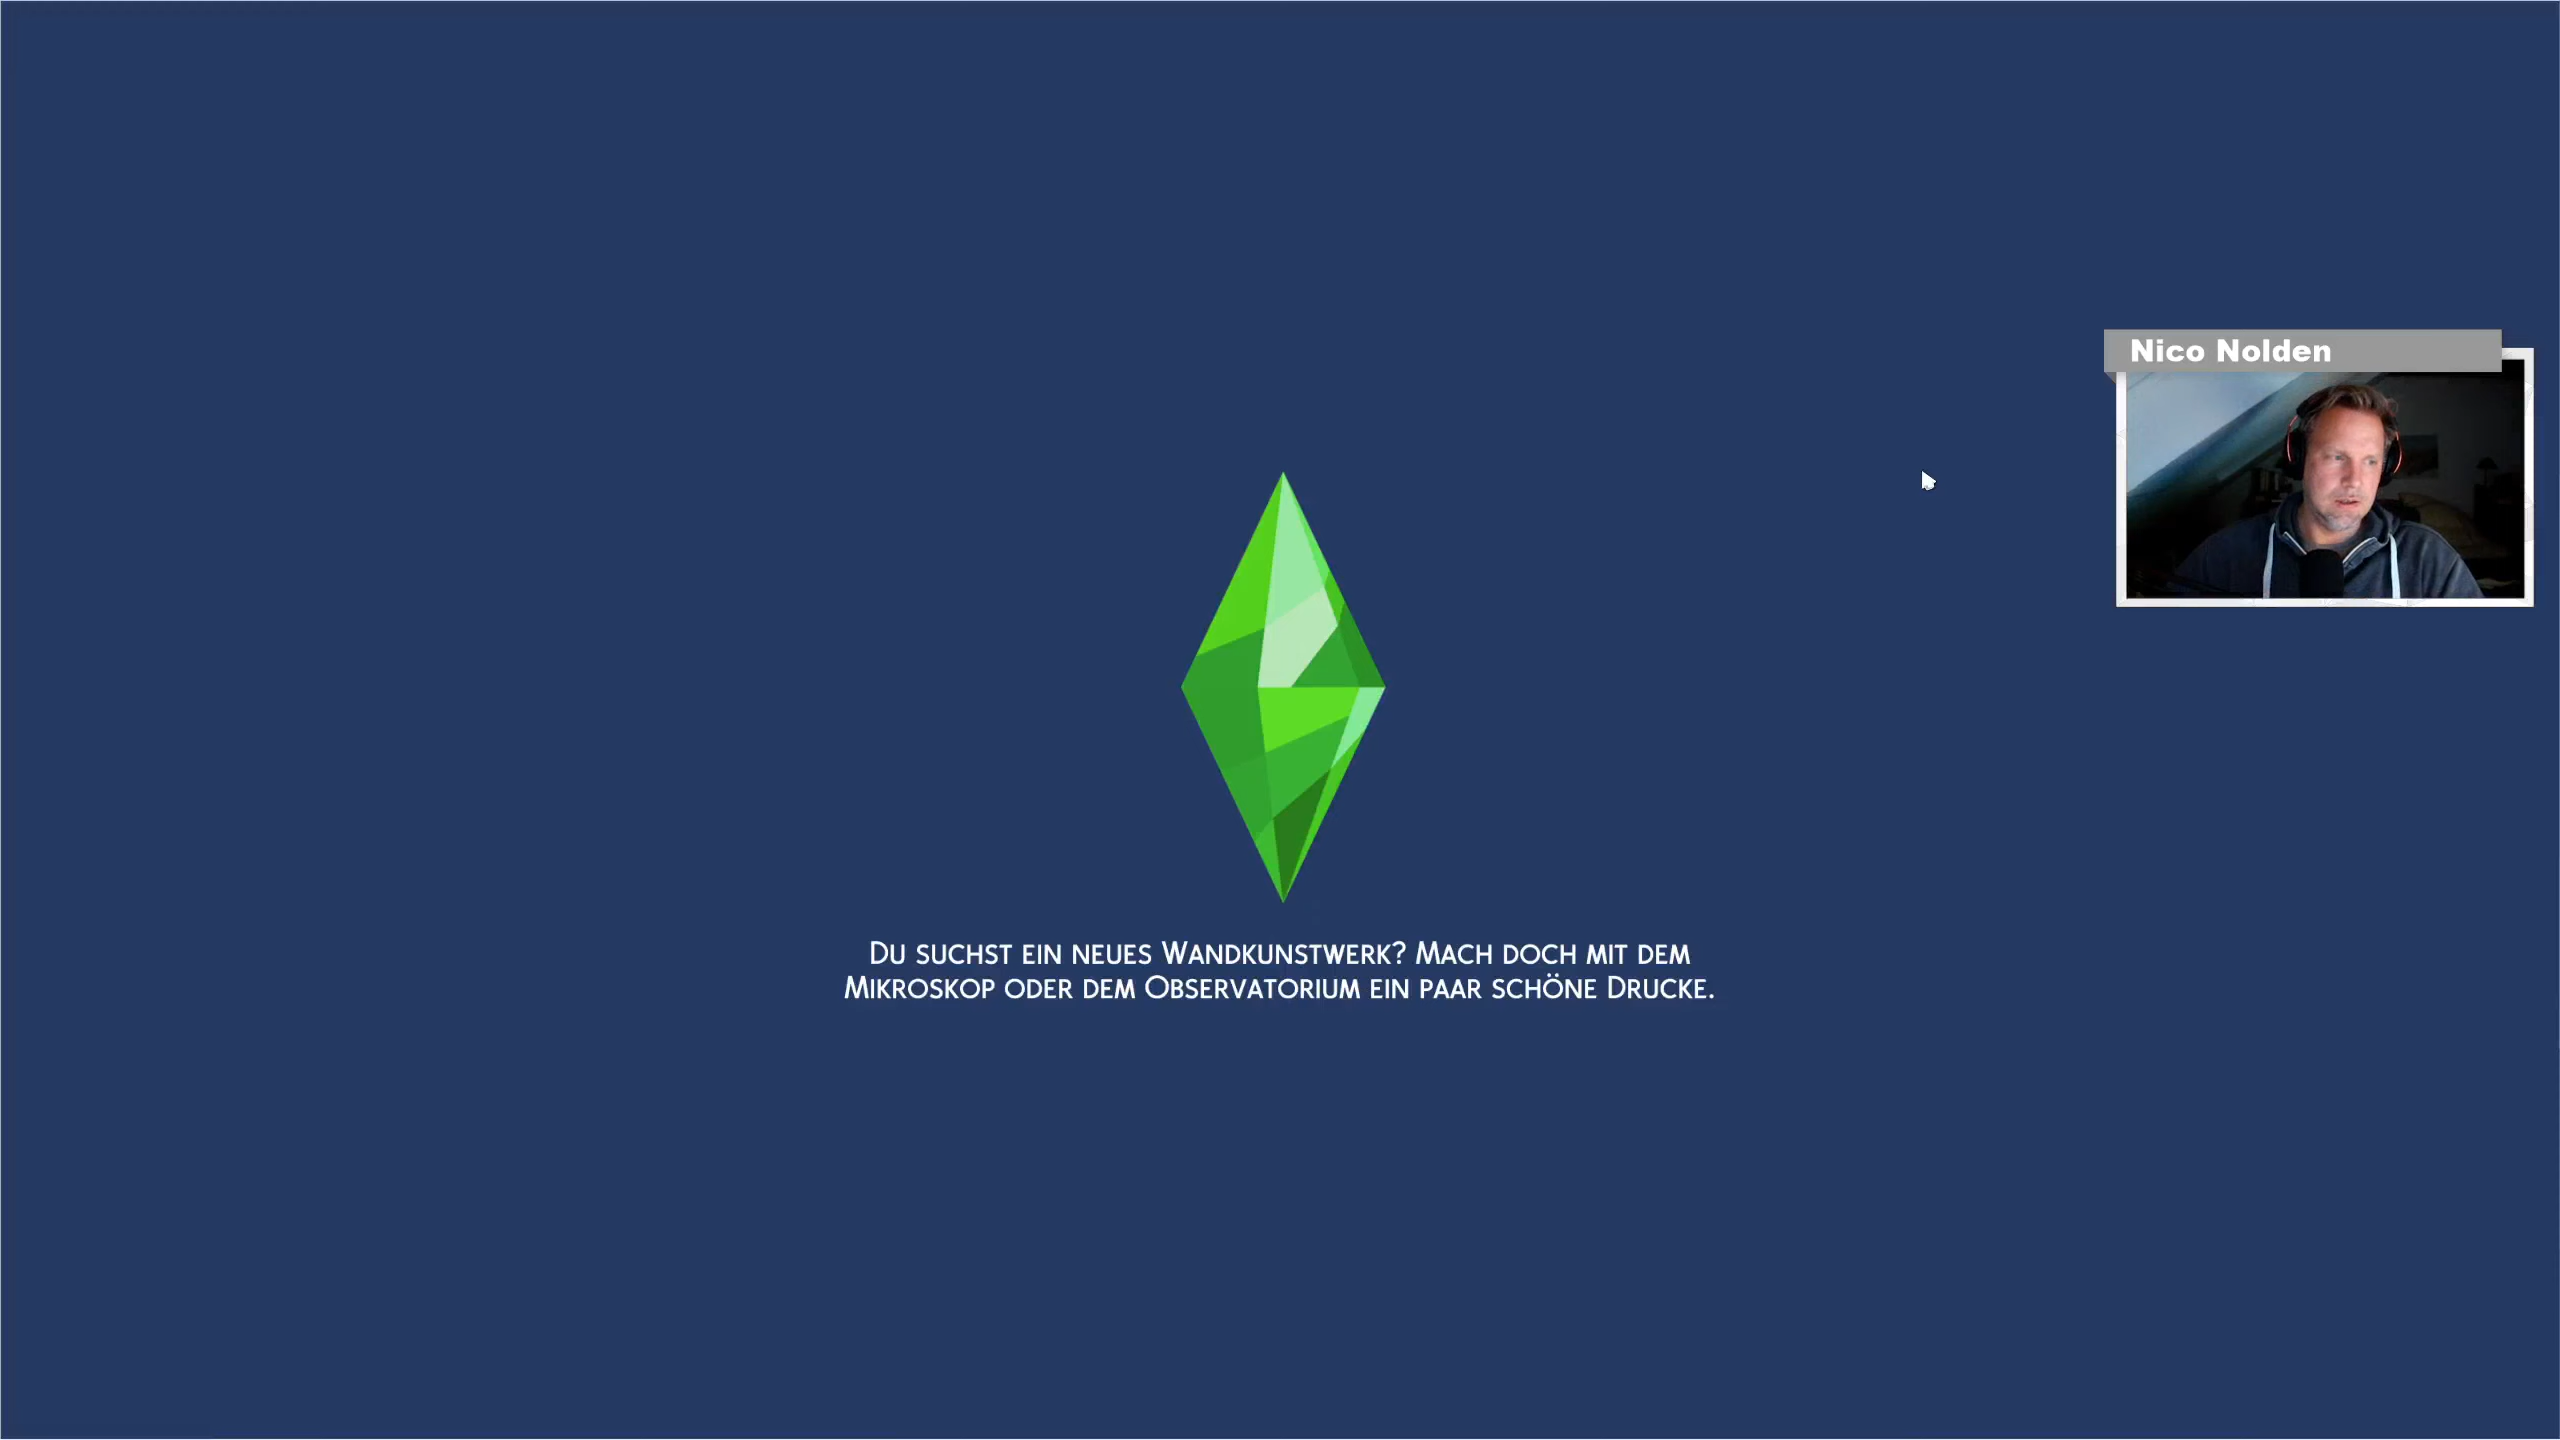 Nico Nolden
Du suchst ein neues Wandkunstwerk? Mach doch mit dem
Mikroskop oder dem Observatorium ein paar schöne Drucke.